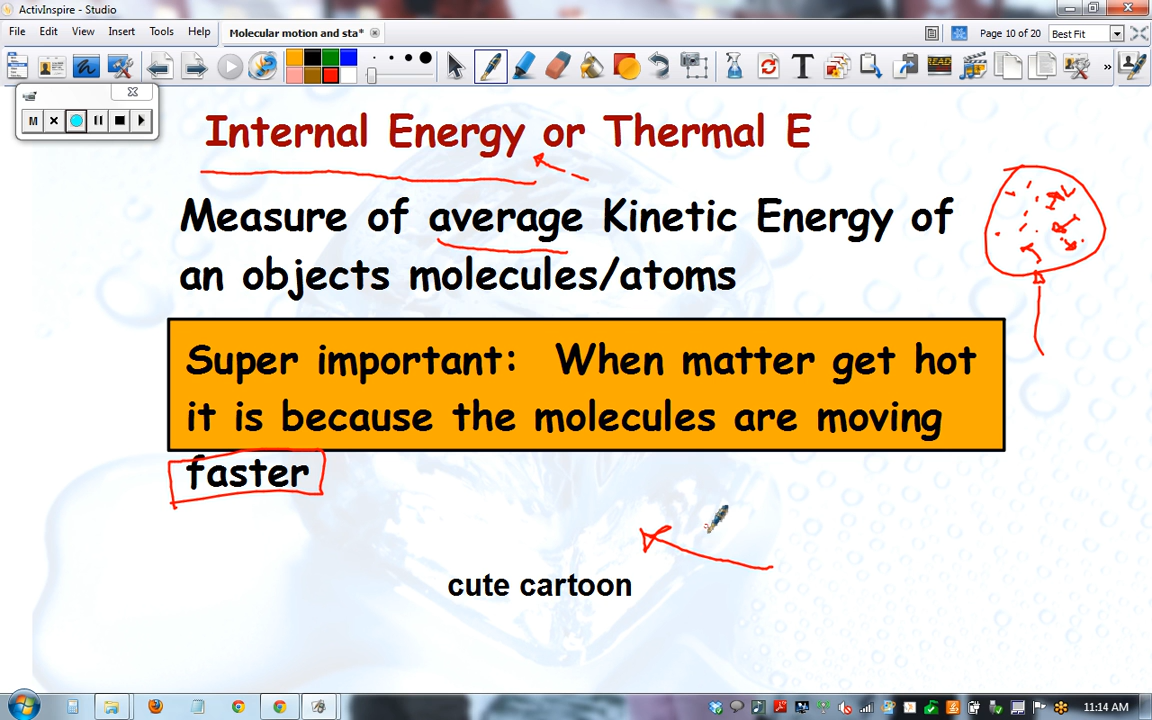 ActivInspire - Studio
File Edit View Insert Tools Help Molecular motion and sta* Page 10 of 20 Best Fit
M
READ
T
»
Internal Energy or Thermal E
Measure of average Kinetic Energy of
an objects molecules/atoms
Super important: When matter get hot
it is because the molecules are moving
faster
cute cartoon
11:14 AM